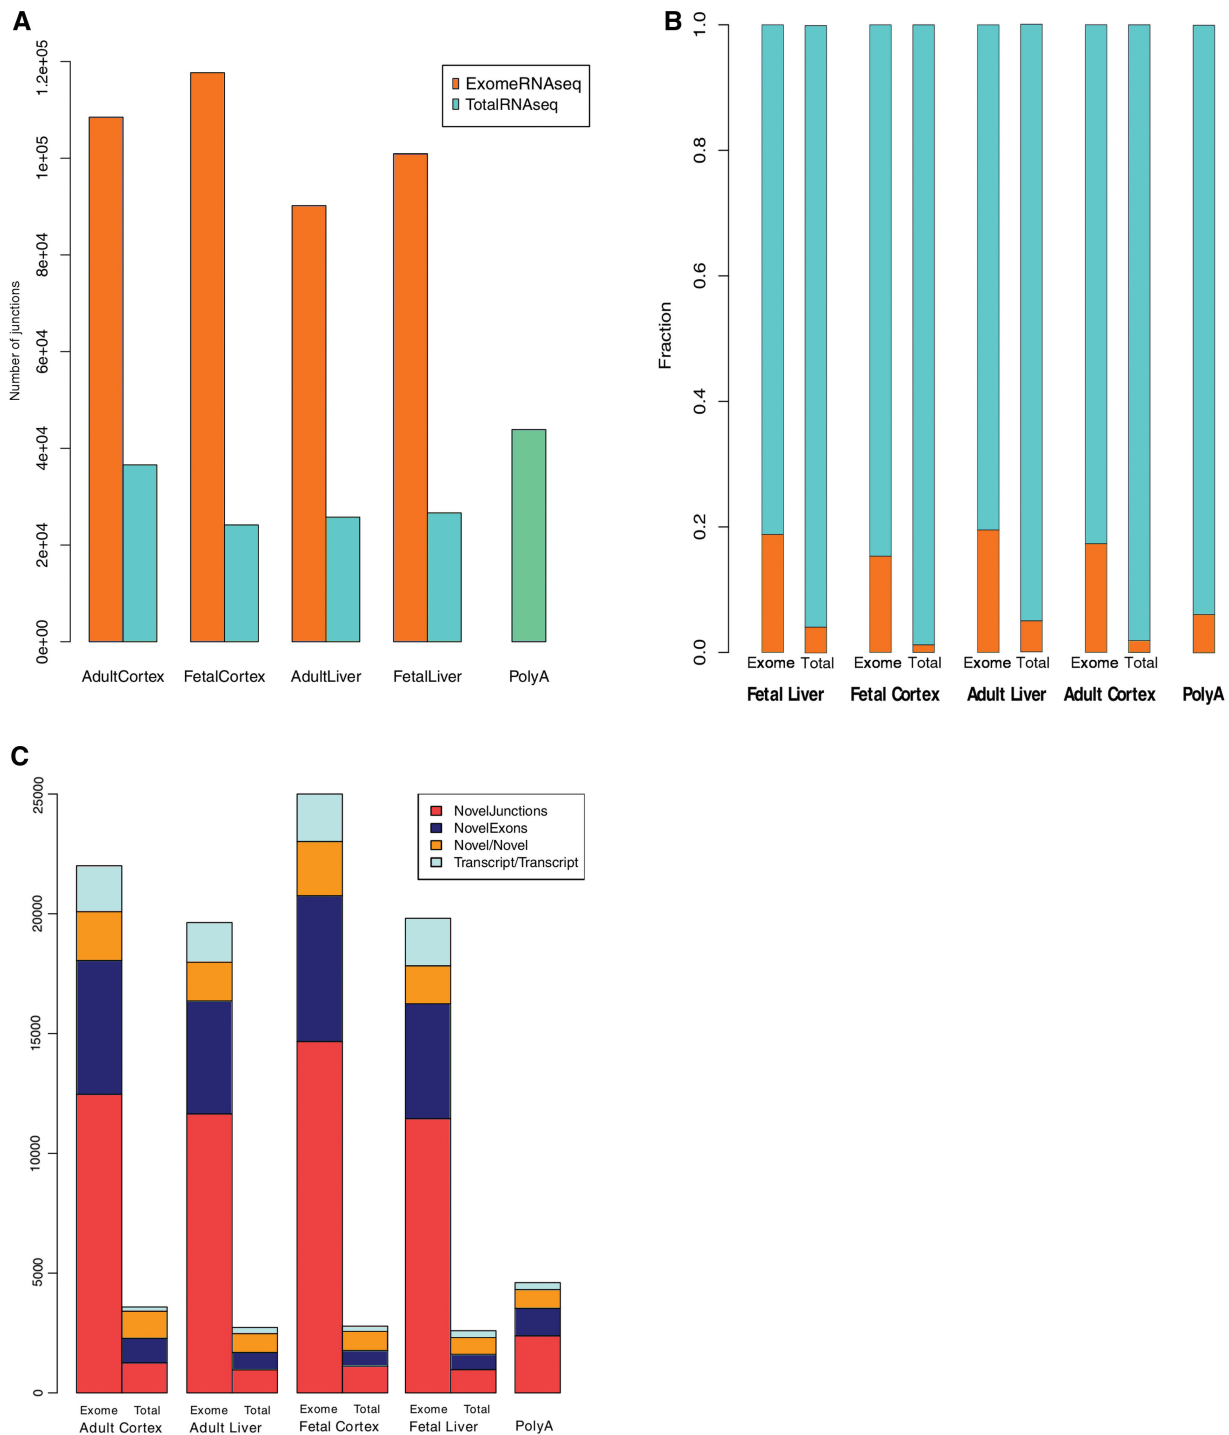 A
Number of junctions
0e+00
2e+04
4e+04
6e+04
8e+04
1e+05
1.2e+05
ExomeRNAseq
TotalRNAseq
AdultCortex FetalCortex AdultLiver FetalLiver PolyA
B
Fraction
0.0
0.2
0.4
0.6
0.8
1.0
Exome Total Exome Total Exome Total Exome Total
Fetal Liver Fetal Cortex Adult Liver Adult Cortex PolyA
C
0
5000
10000
15000
20000
25000
NovelJunctions
NovelExons
Novel/Novel
Transcript/Transcript
Exome Total Exome Total Exome Total Exome Total
Adult Cortex Adult Liver Fetal Cortex Fetal Liver PolyA